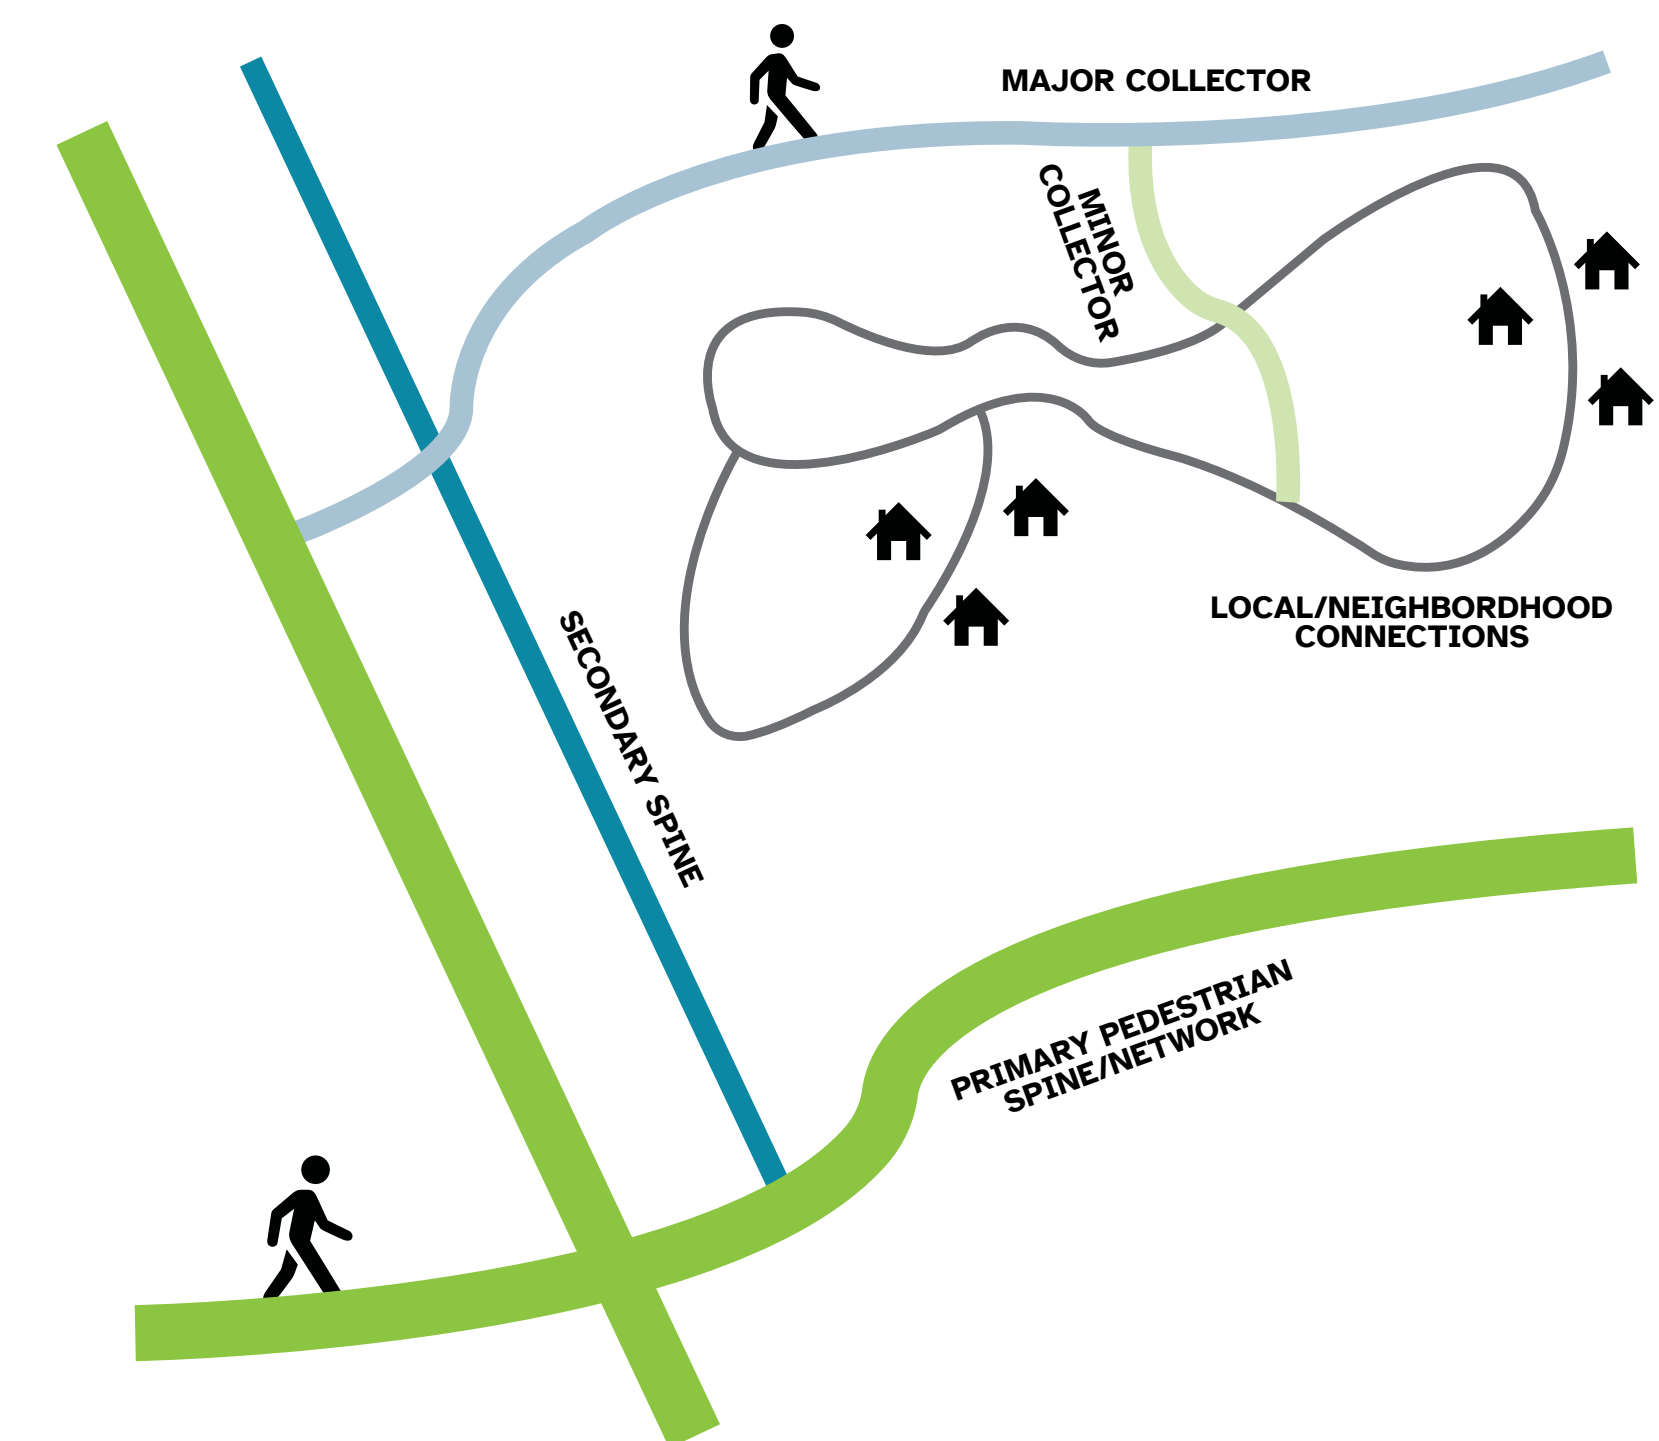 MAJOR COLLECTOR
MINOR
COLLECTOR
LOCAL/NEIGHBORDHOOD
CONNECTIONS
SECONDARY SPINE
PRIMARY PEDESTRIAN
SPINE/NETWORK